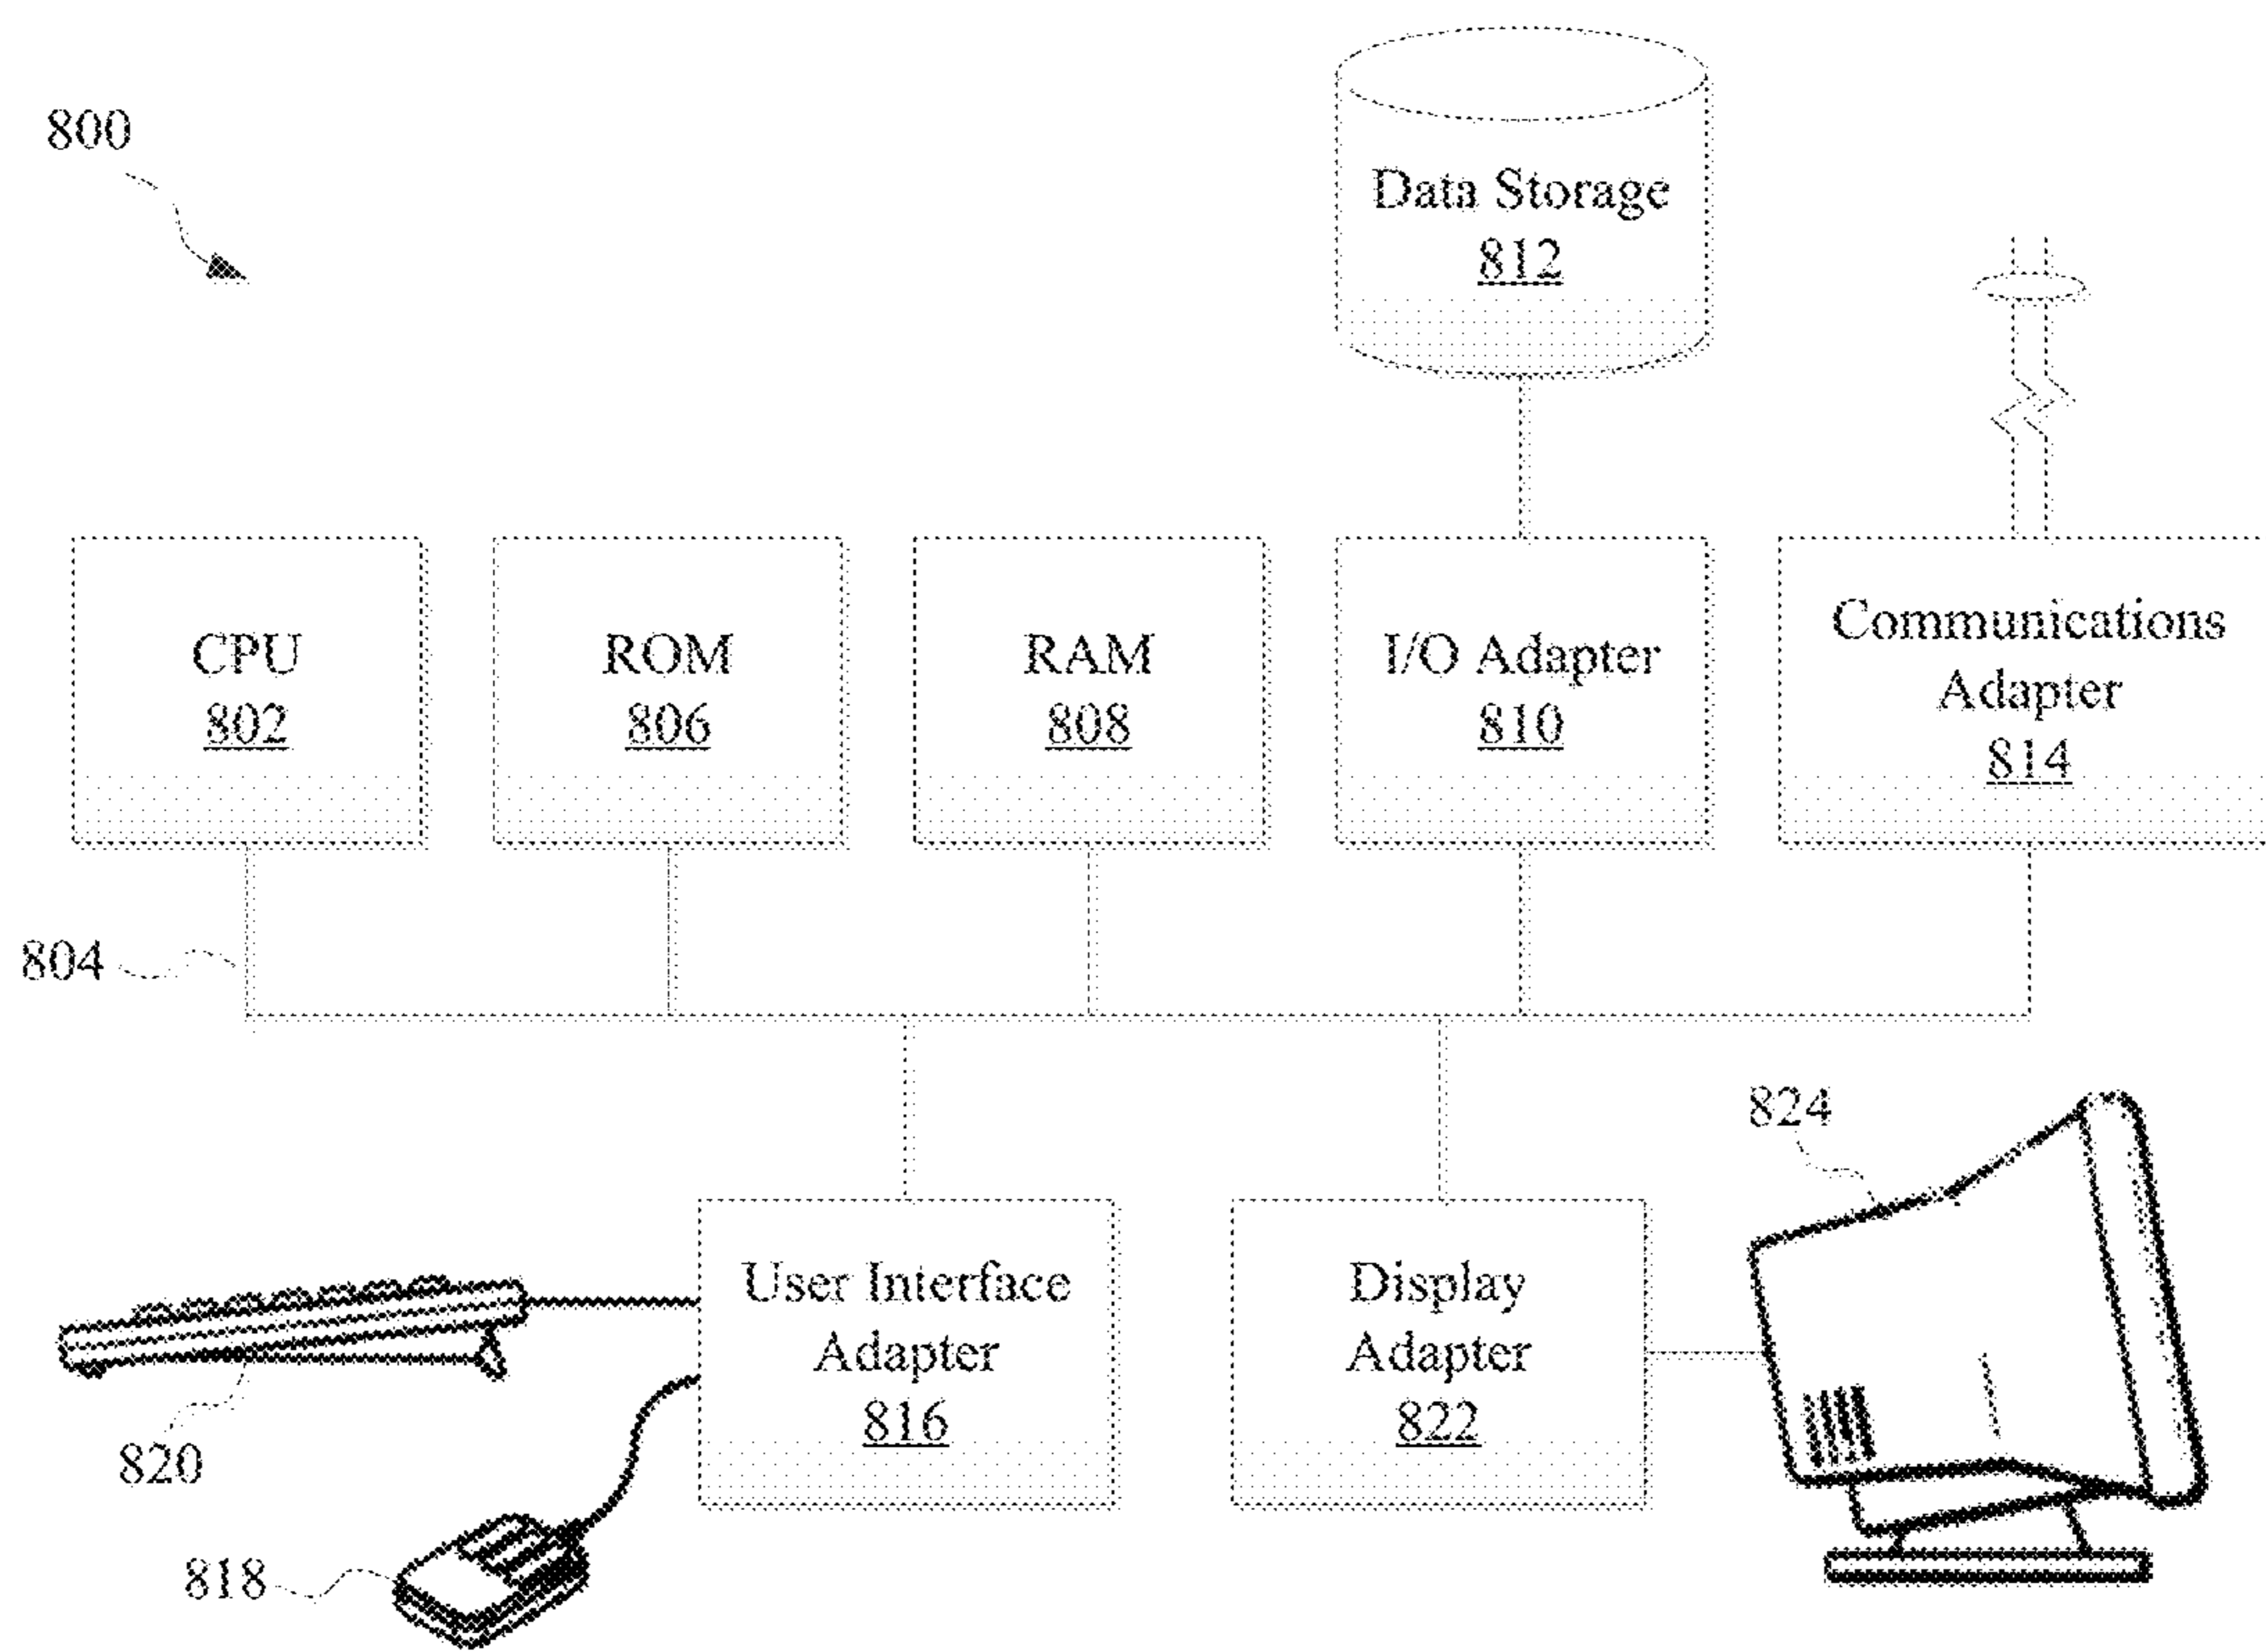 800
Data Storage
812
CPU
802
ROM
806
RAM
808
I/O Adapter
810
Communications
Adapter
814
804
824
User Interface
Adapter
816
Display
Adapter
822
820
818